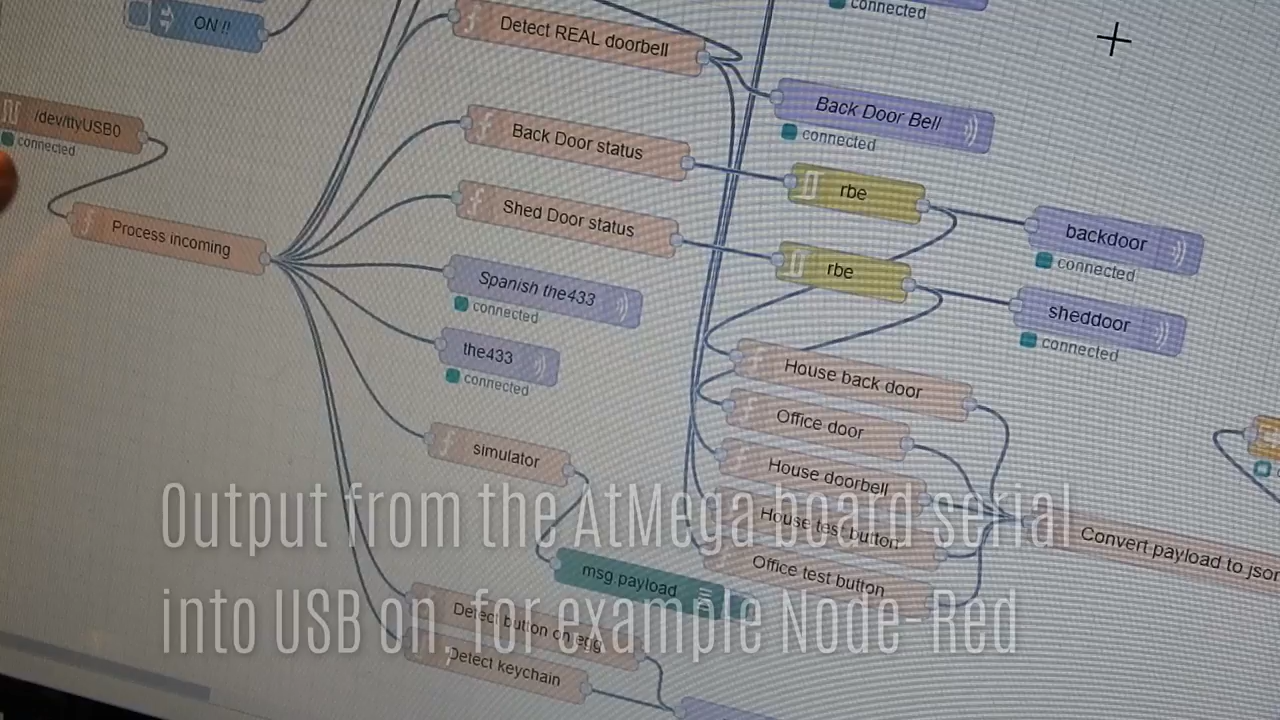 connected
ON !!
Detect REAL doorbell
Back Door Bell
connected
/dev/ttyUSB0
connected
Back Door status
rbe
Process incoming
Shed Door status
backdoor
connected
rbe
Spanish the433
connected
sheddoor
connected
the433
connected
House back door
Office door
simulator
House doorbell
House test button
Convert payload to json
msg.payload
Office test button
Detect button on egg
Detect keychain
Output from the AtMega board serial
into USB on, for example Node-Red